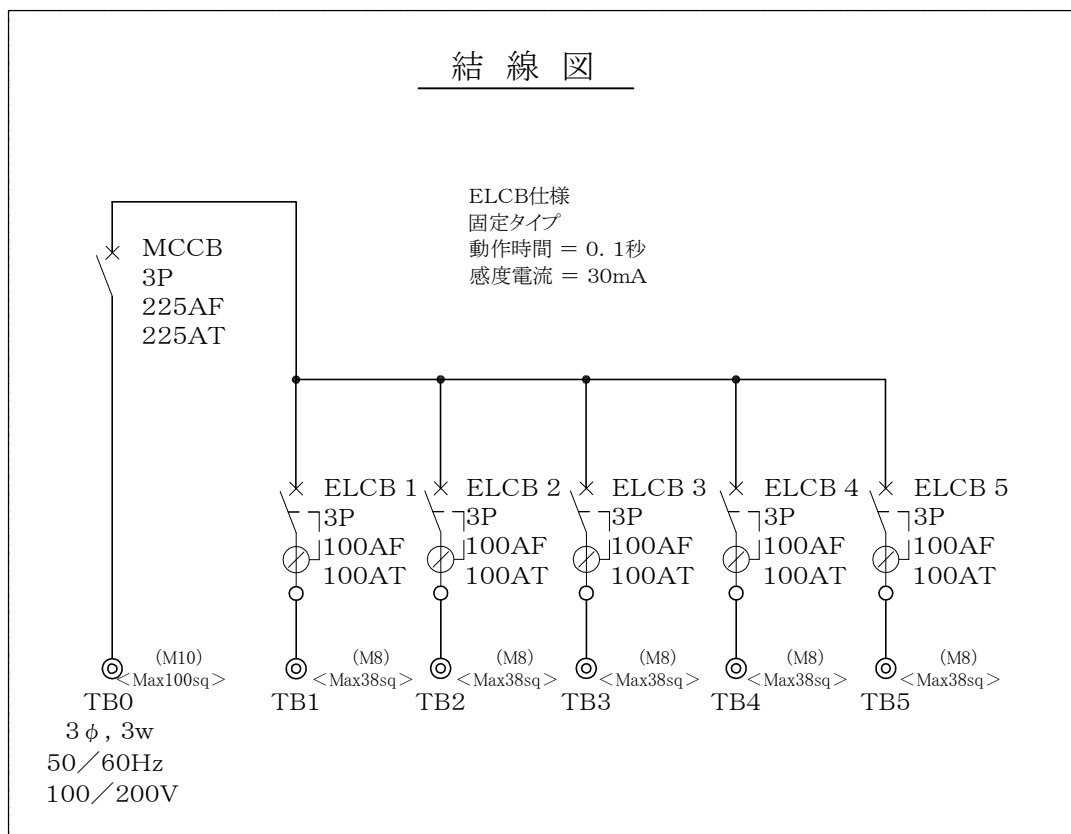 結線図
ELCB仕様
固定タイプ
動作時間 = 0. 1秒
感度電流 = 30mA
MCCB
3P
225AF
225AT
ELCB 1
3P
100AF
100AT
ELCB 2
3P
100AF
100AT
ELCB 3
3P
100AF
100AT
ELCB 4
3P
100AF
100AT
ELCB 5
3P
100AF
100AT
(M10)
<Max100sq>
TB0
3φ, 3w
50/60Hz
100/200V
(M8)
<Max38sq>
TB1
(M8)
<Max38sq>
TB2
(M8)
<Max38sq>
TB3
(M8)
<Max38sq>
TB4
(M8)
<Max38sq>
TB5